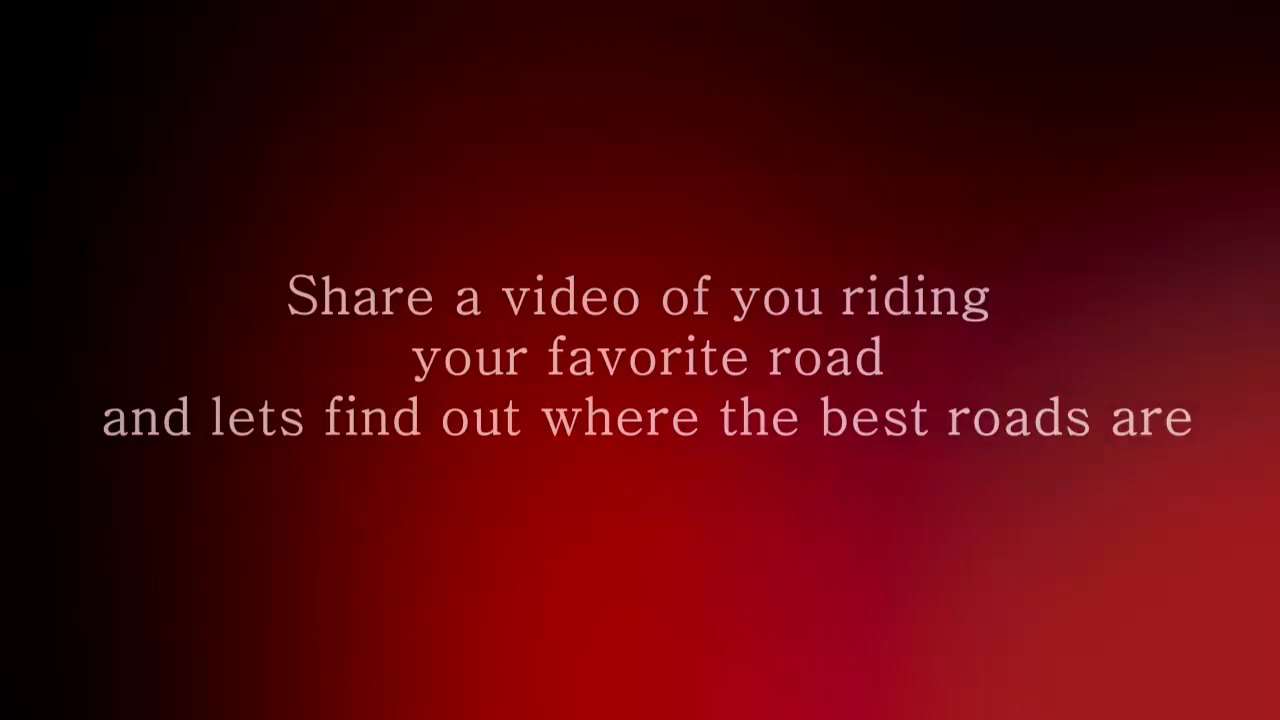 Share a video of you riding
your favorite road
and lets find out where the best roads are